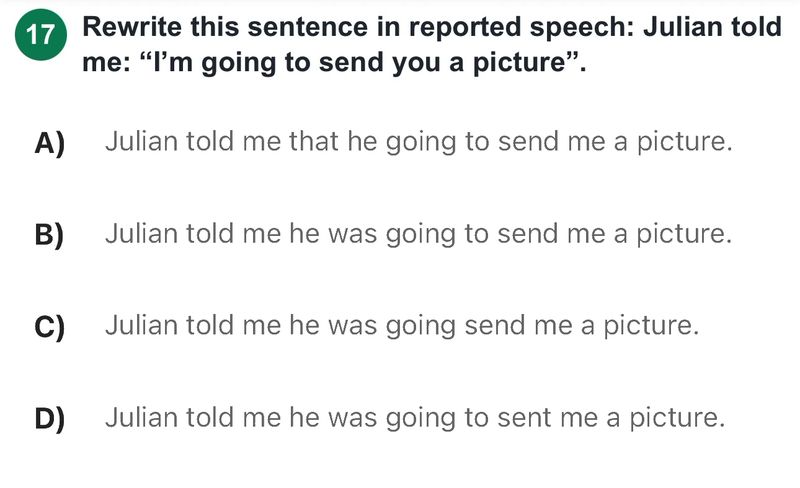 17 Rewrite this sentence in reported speech: Julian told
me: “I’m going to send you a picture”.
A) Julian told me that he going to send me a picture.
B) Julian told me he was going to send me a picture.
C) Julian told me he was going send me a picture.
D) Julian told me he was going to sent me a picture.